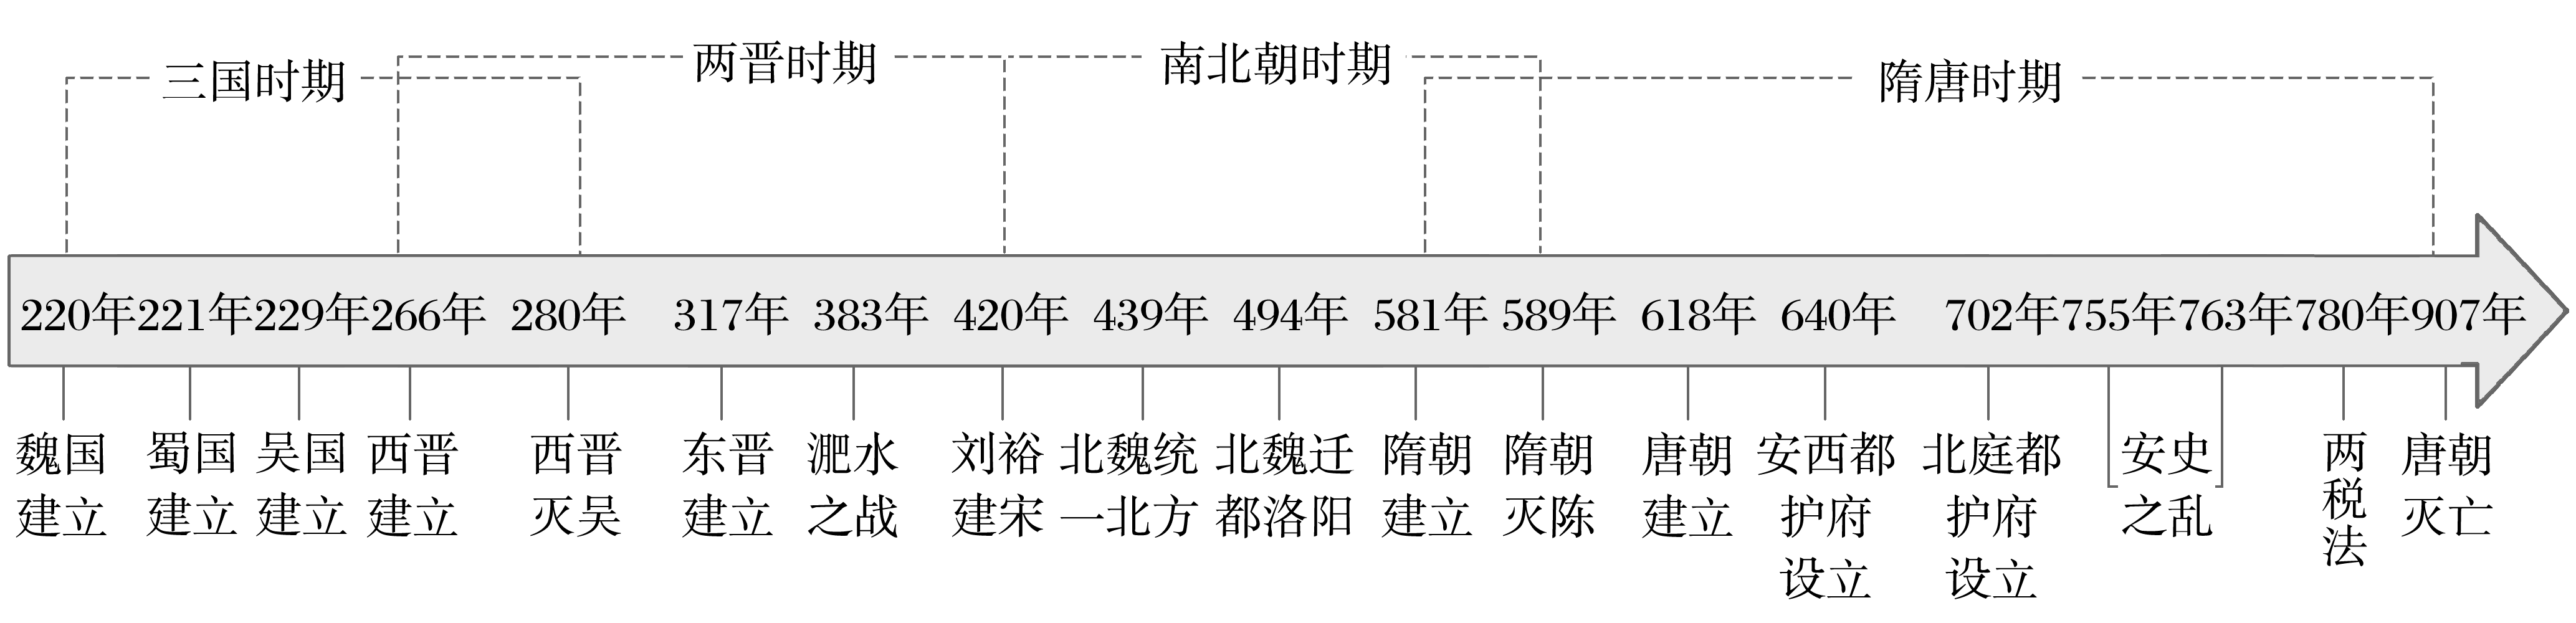 三国时期
两晋时期
南北朝时期
隋唐时期
220年 221年 229年 266年 280年 317年 383年 420年 439年 494年 581年 589年 618年 640年 702年 755年 763年 780年 907年
魏国
建立
蜀国
建立
吴国
建立
西晋
建立
西晋
灭吴
东晋
建立
淝水
之战
刘裕
建宋
北魏统
一北方
北魏迁
都洛阳
隋朝
建立
隋朝
灭陈
唐朝
建立
安西都
护府
设立
北庭都
护府
设立
安史
之乱
两税法
唐朝
灭亡